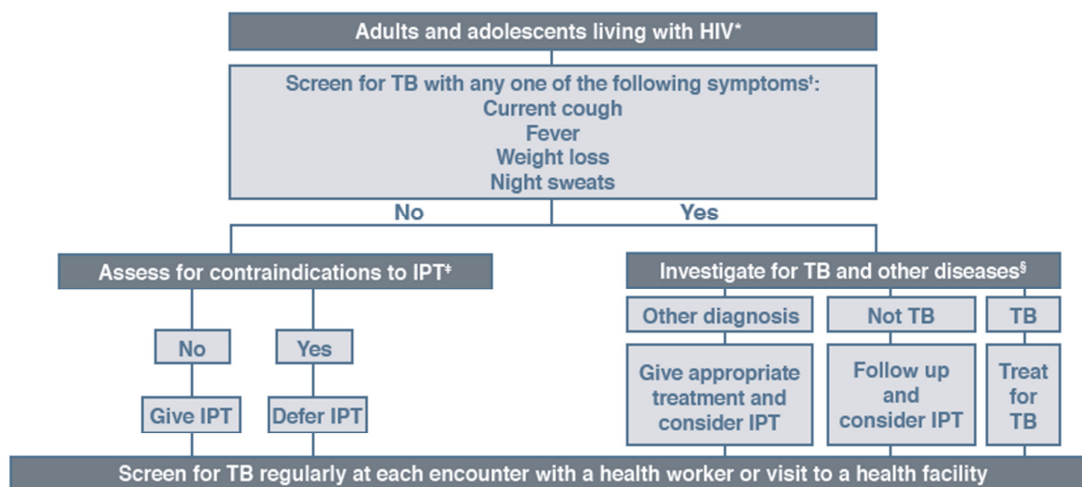 Adults and adolescents living with HIV*
Screen for TB with any one of the following symptoms†:
Current cough
Fever
Weight loss
Night sweats
No
Yes
Assess for contraindications to IPT‡
Investigate for TB and other diseases§
No
Yes
Other diagnosis
Not TB
TB
Give IPT
Defer IPT
Give appropriate
treatment and
consider IPT
Follow up
and
consider IPT
Treat
for
TB
Screen for TB regularly at each encounter with a health worker or visit to a health facility